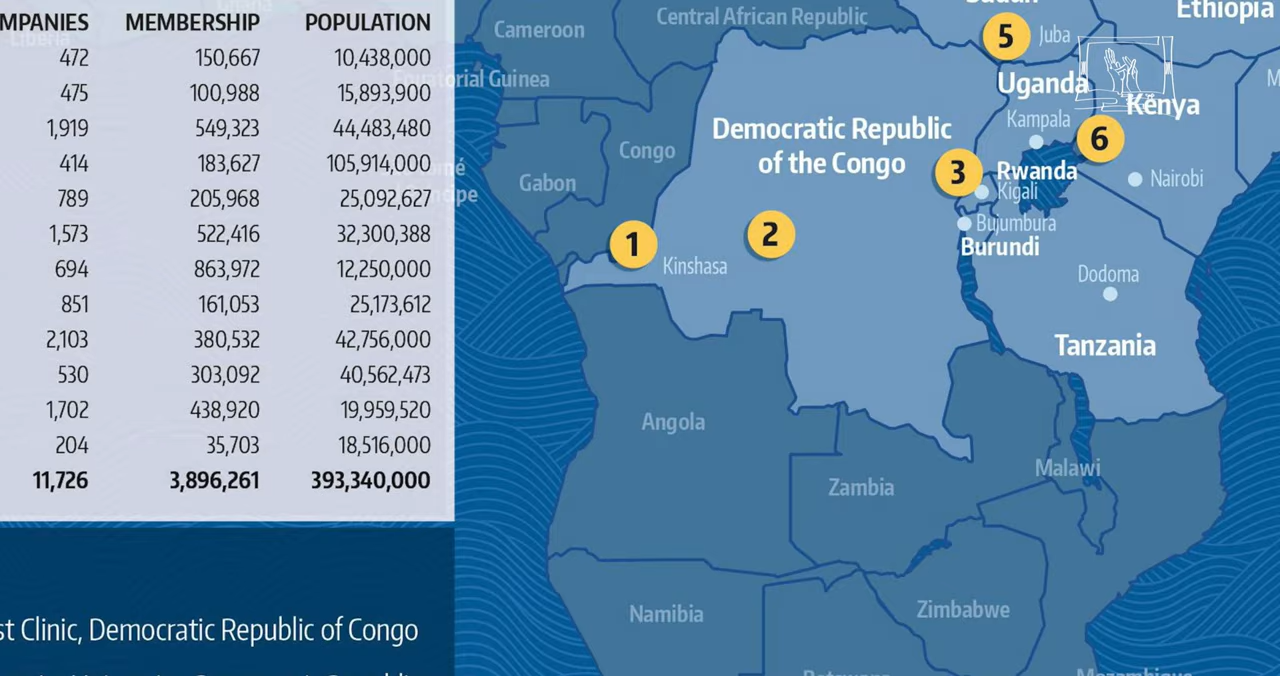 MPANIES MEMBERSHIP POPULATION
472 150,667 10,438,000
475 100,988 15,893,900
1,919 549,323 44,483,480
414 183,627 105,914,000
789 205,968 25,092,627
1,573 522,416 32,300,388
694 863,972 12,250,000
851 161,053 25,173,612
2,103 380,532 42,756,000
530 303,092 40,562,473
1,702 438,920 19,959,520
204 35,703 18,516,000
11,726 3,896,261 393,340,000
st Clinic, Democratic Republic of Congo
Liberia
Cameroon
Central African Republic
Sudan
Ethiopia
5
Juba
Equatorial Guinea
Uganda
Kenya
M
Kampala
6
Democratic Republic
of the Congo
Congo
Gabon
3
Rwanda
Kigali
Nairobi
1
2
Kinshasa
Bujumbura
Burundi
Dodoma
Tanzania
Angola
Zambia
Malawi
Namibia
Zimbabwe
Botswana
Mozambique